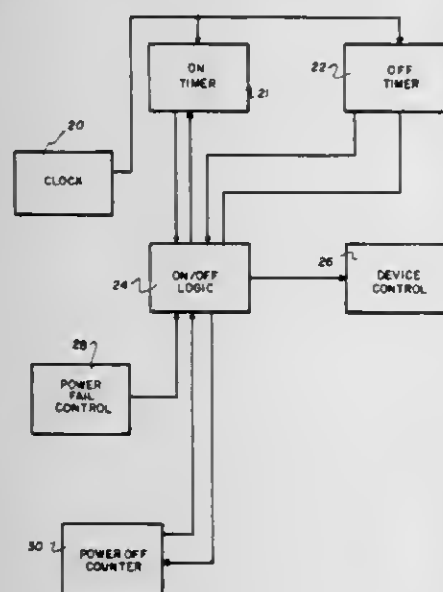 ON
TIMER
21
22
OFF
TIMER
20
CLOCK
24
ON/OFF
LOGIC
26
DEVICE
CONTROL
28
POWER
FAIL
CONTROL
30
POWER OFF
COUNTER